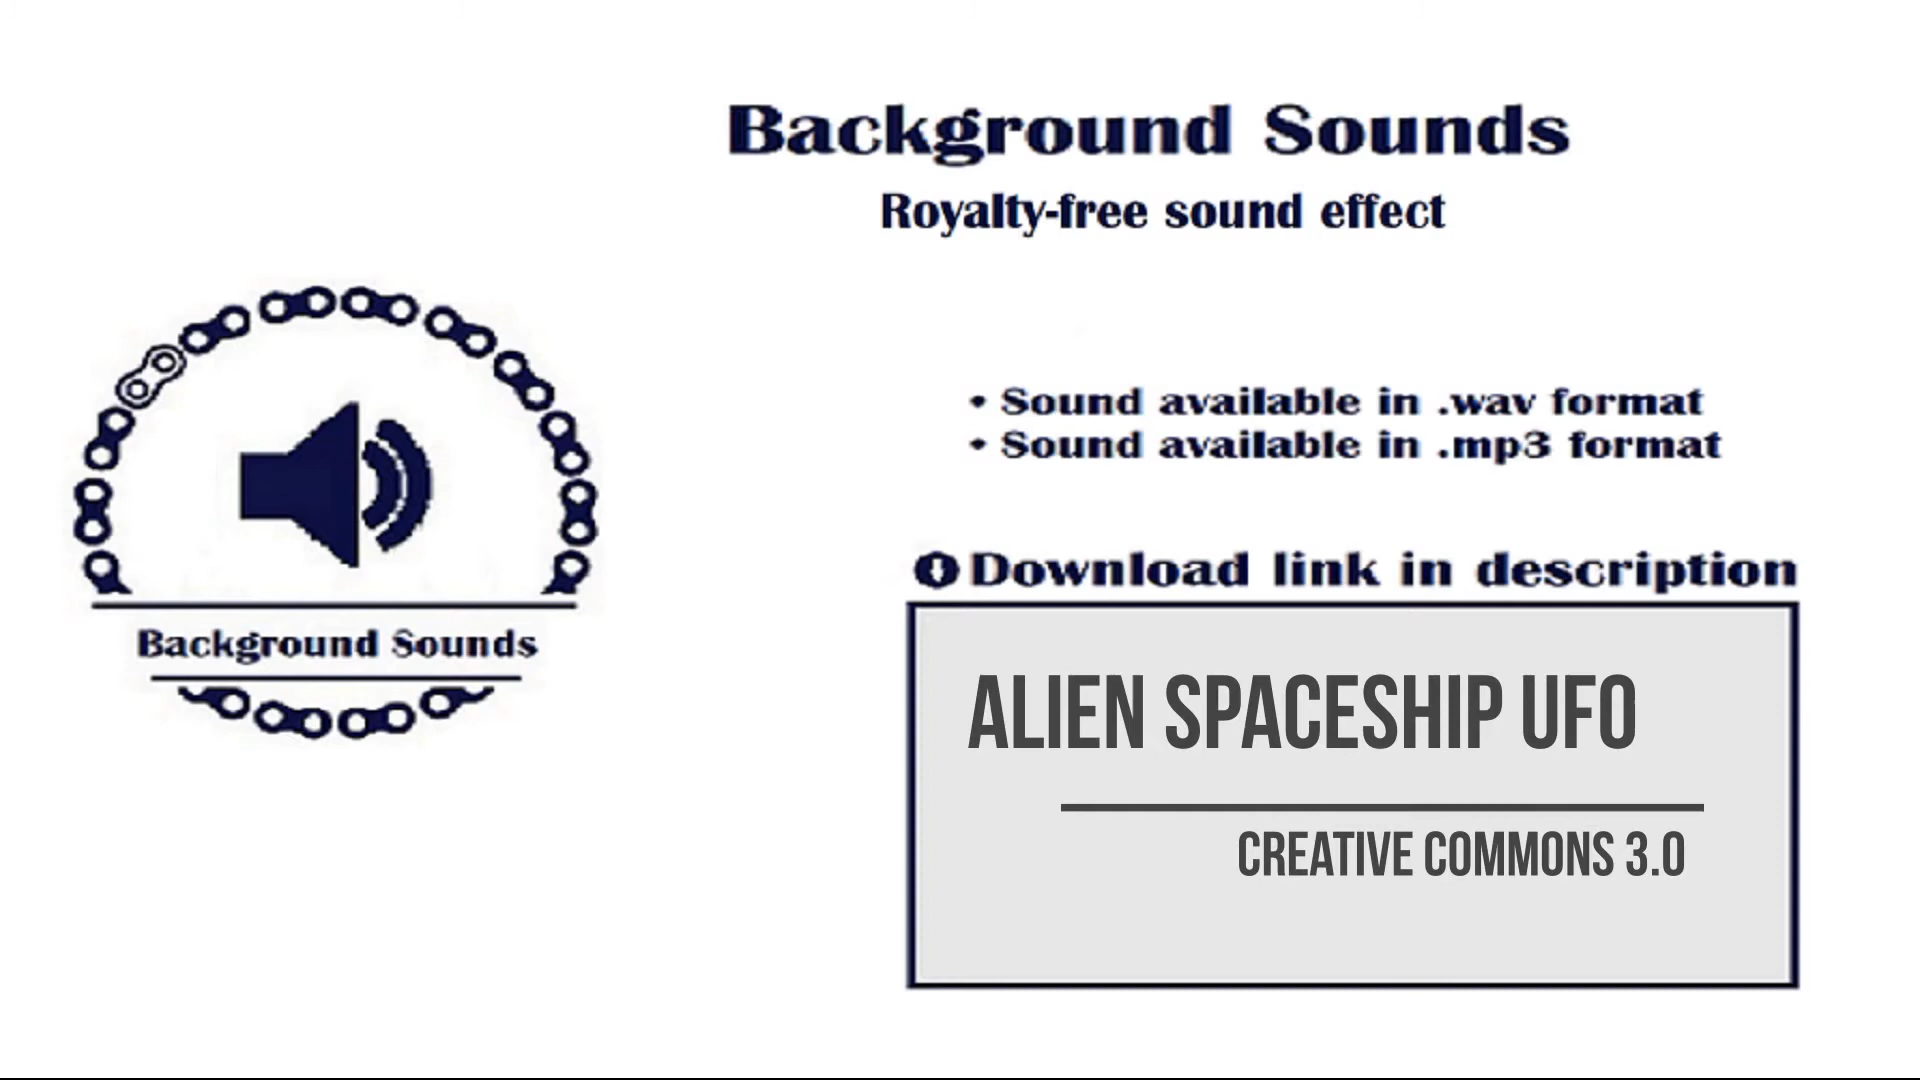 Background Sounds
Royalty-free sound effect
• Sound available in .wav format
• Sound available in .mp3 format
Download link in description
Background Sounds
ALIEN SPACESHIP UFO
CREATIVE COMMONS 3.0